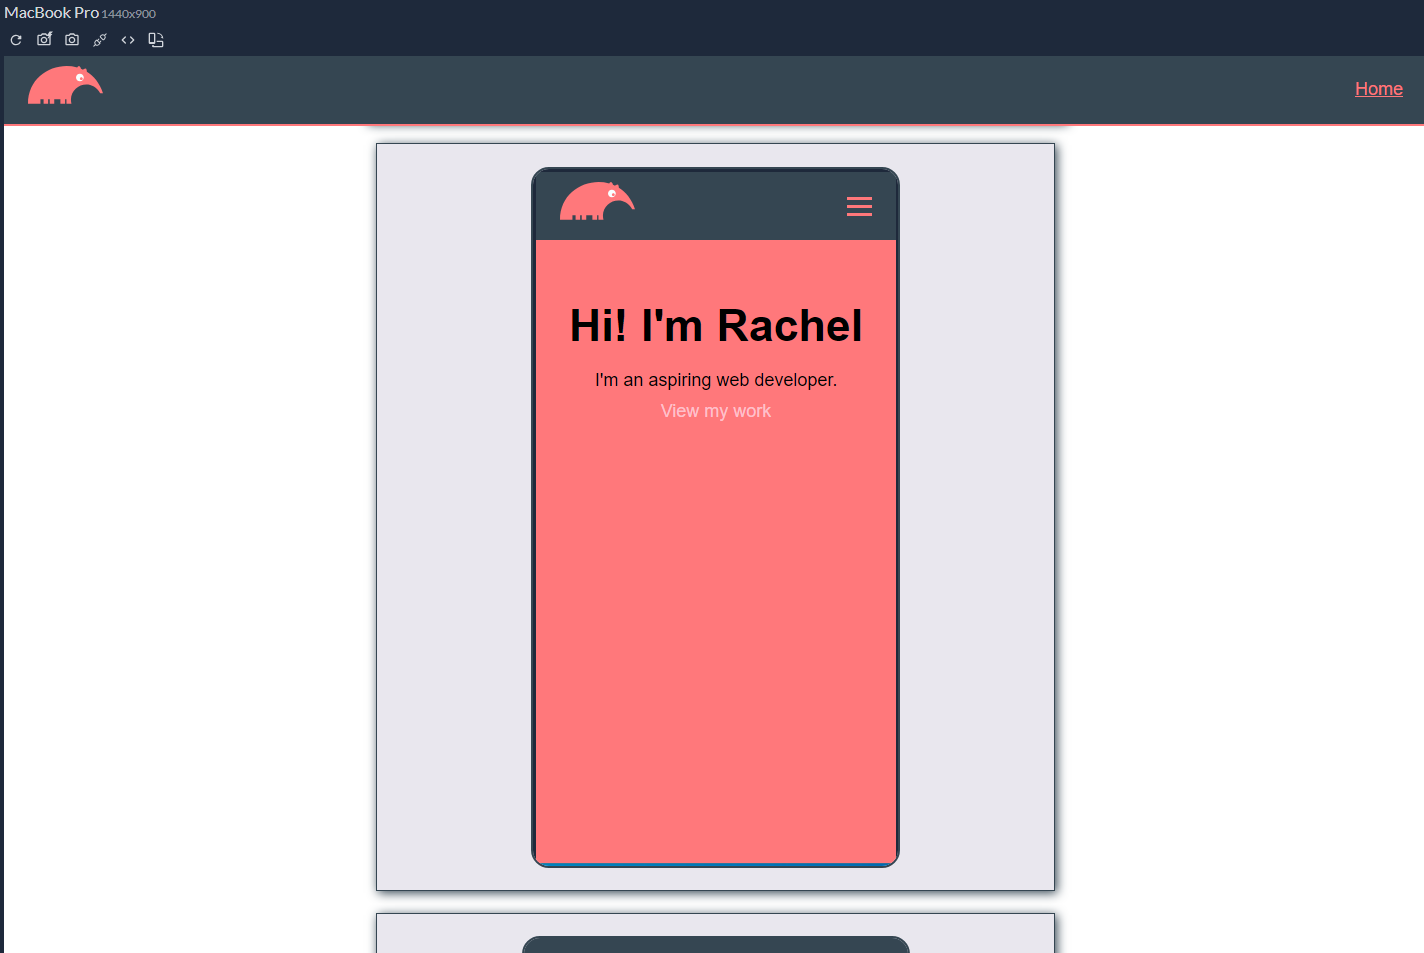 MacBook Pro 1440x900
Home
Hi! I'm Rachel
I'm an aspiring web developer.
View my work